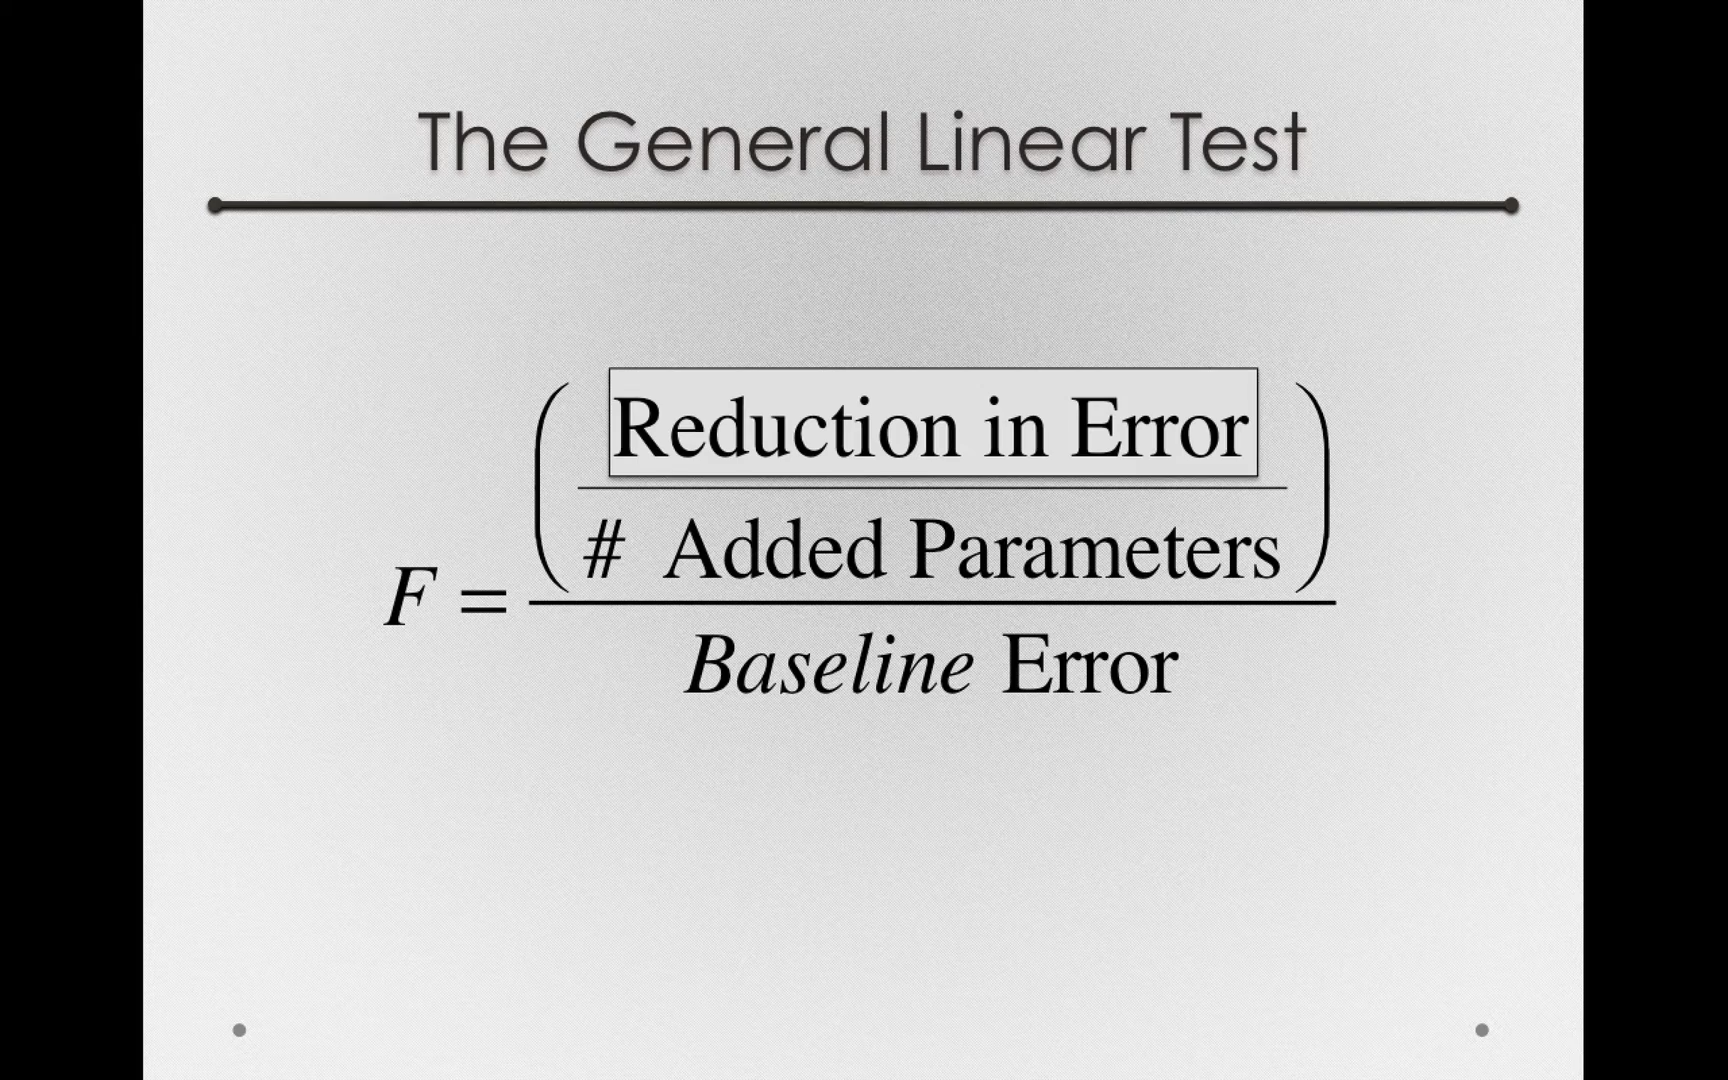 The General Linear Test
Reduction in Error
# Added Parameters
F =
Baseline Error